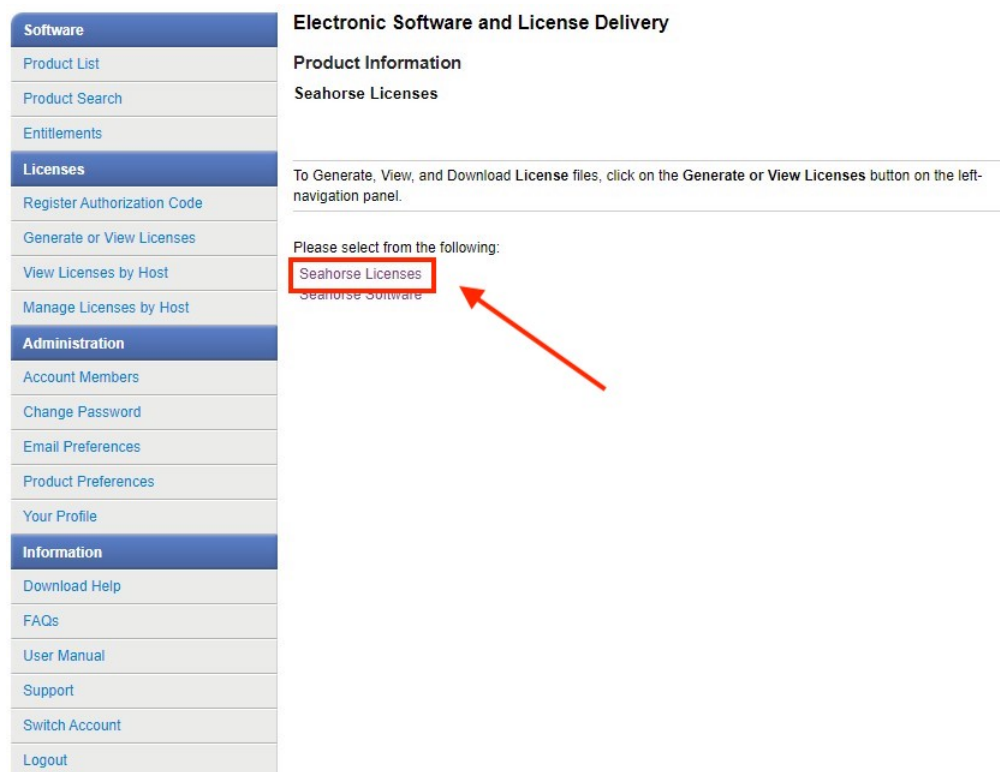 Software
Product List
Product Search
Entitlements
Licenses
Register Authorization Code
Generate or View Licenses
View Licenses by Host
Manage Licenses by Host
Administration
Account Members
Change Password
Email Preferences
Product Preferences
Your Profile
Information
Download Help
FAQs
User Manual
Support
Switch Account
Logout
Electronic Software and License Delivery
Product Information
Seahorse Licenses
To Generate, View, and Download License files, click on the Generate or View Licenses button on the left-
navigation panel.
Please select from the following:
Seahorse Licenses
Seahorse Software